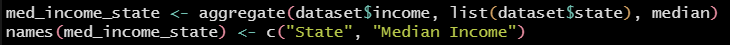 med_income_state <- aggregate(dataset$income, list(dataset$state), median)
names(med_income_state) <- c("State", "Median Income")